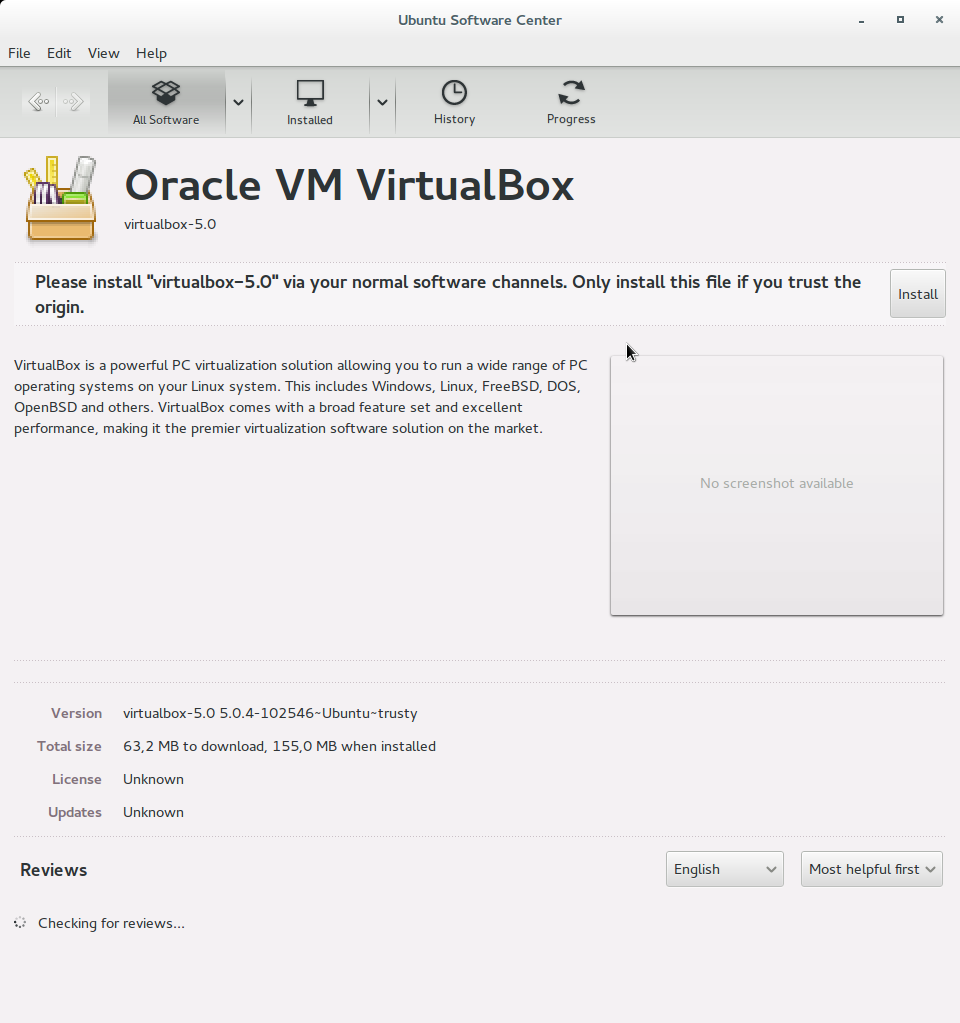 Ubuntu Software Center
File Edit View Help
All Software Installed History Progress
Oracle VM VirtualBox
virtualbox-5.0
Please install "virtualbox-5.0" via your normal software channels. Only install this file if you trust the
origin.
Install
VirtualBox is a powerful PC virtualization solution allowing you to run a wide range of PC
operating systems on your Linux system. This includes Windows, Linux, FreeBSD, DOS,
OpenBSD and others. VirtualBox comes with a broad feature set and excellent
performance, making it the premier virtualization software solution on the market.
No screenshot available
Version virtualbox-5.0 5.0.4-102546~Ubuntu~trusty
Total size 63,2 MB to download, 155,0 MB when installed
License Unknown
Updates Unknown
Reviews English Most helpful first
Checking for reviews...